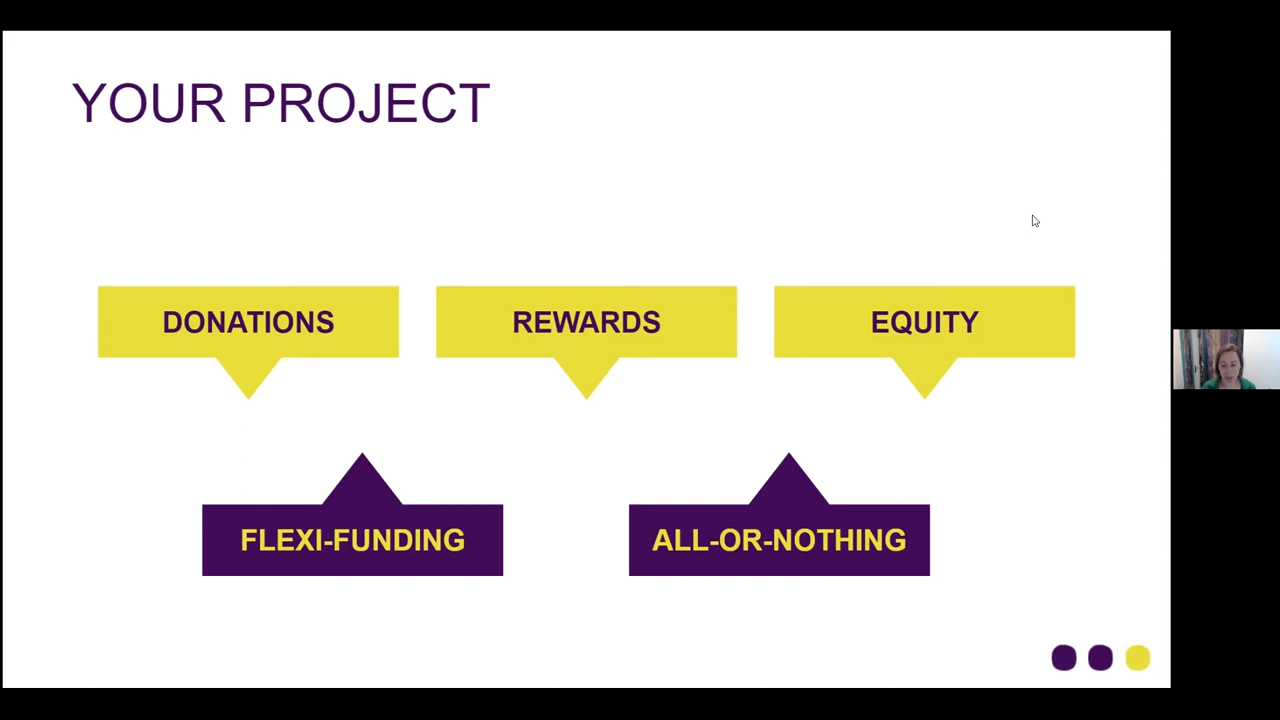 YOUR PROJECT
DONATIONS
REWARDS
EQUITY
FLEXI-FUNDING
ALL-OR-NOTHING